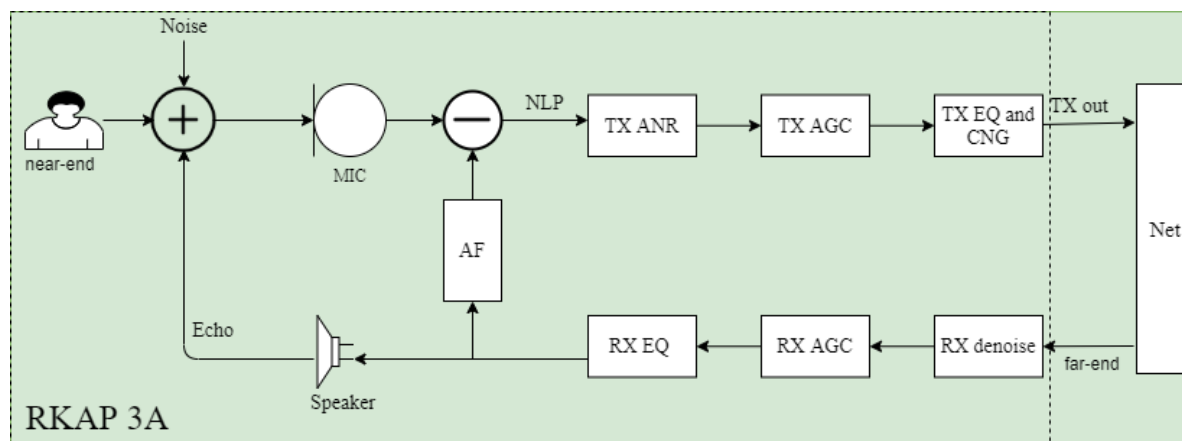 Noise
near-end
MIC
NLP
TX ANR
TX AGC
TX EQ and
CNG
TX out
AF
Net
Echo
Speaker
RX EQ
RX AGC
RX denoise
far-end
RKAP 3A